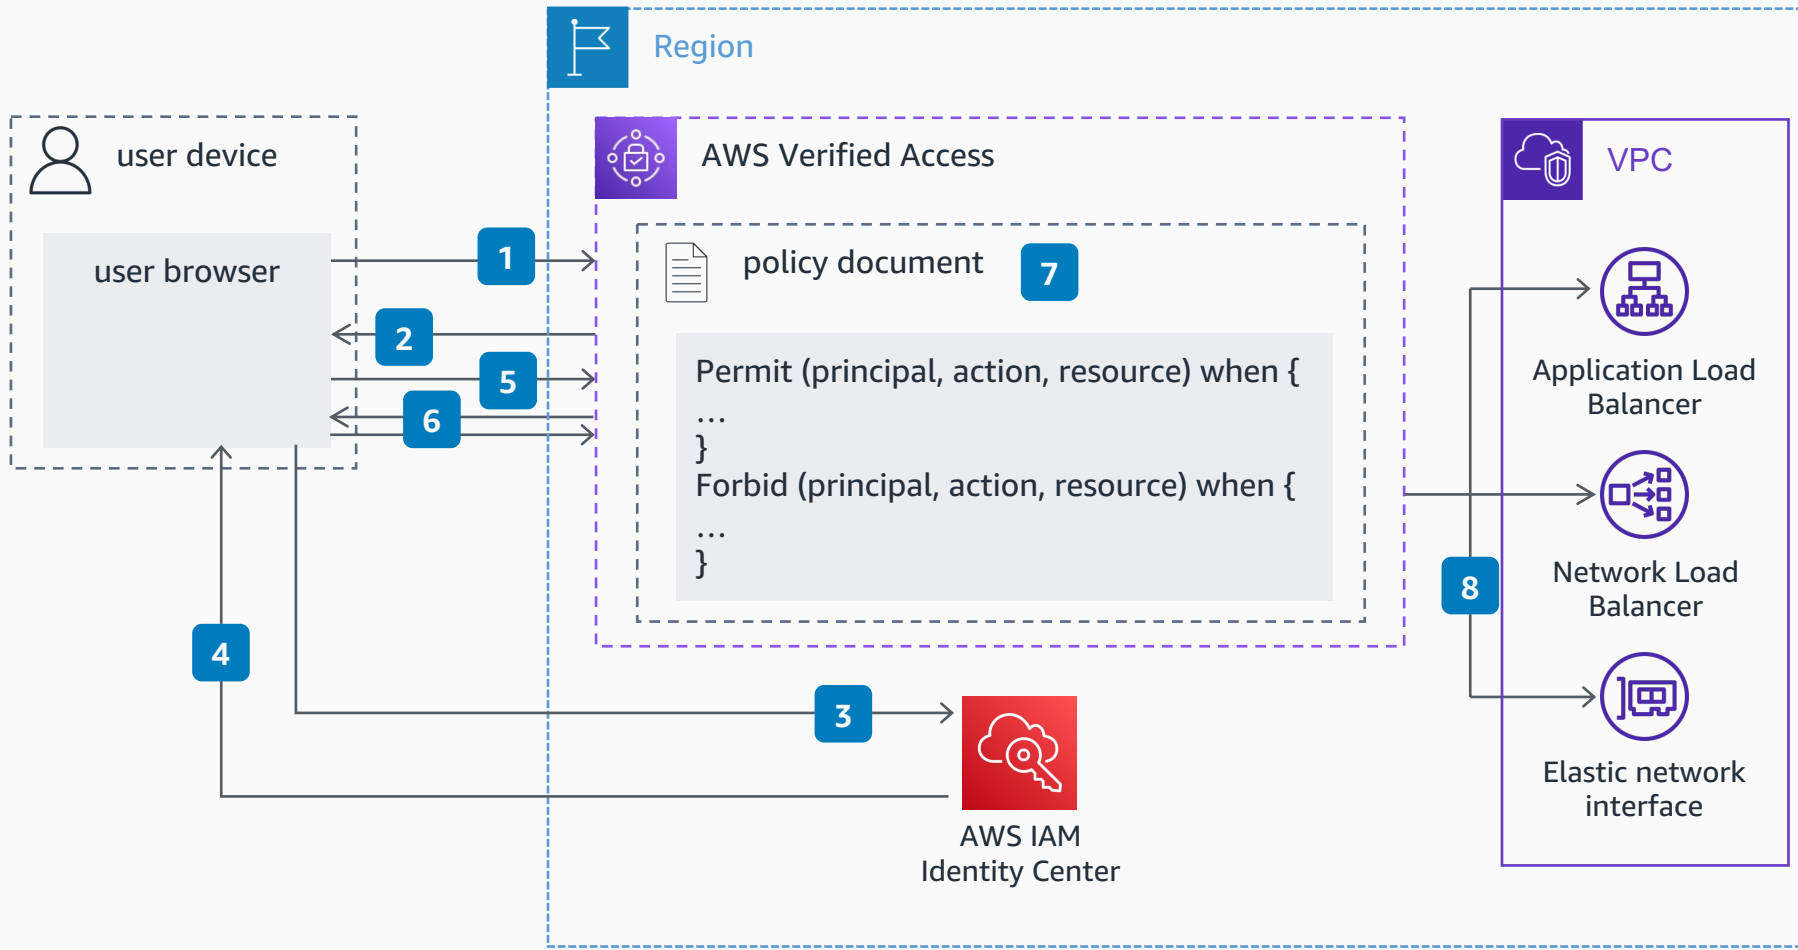 Region
user device
AWS Verified Access
VPC
user browser
1
policy document
7
2
5
6
Permit (principal, action, resource) when {
…
}
Forbid (principal, action, resource) when {
…
}
Application Load
Balancer
Network Load
Balancer
8
4
3
Elastic network
interface
AWS IAM
Identity Center